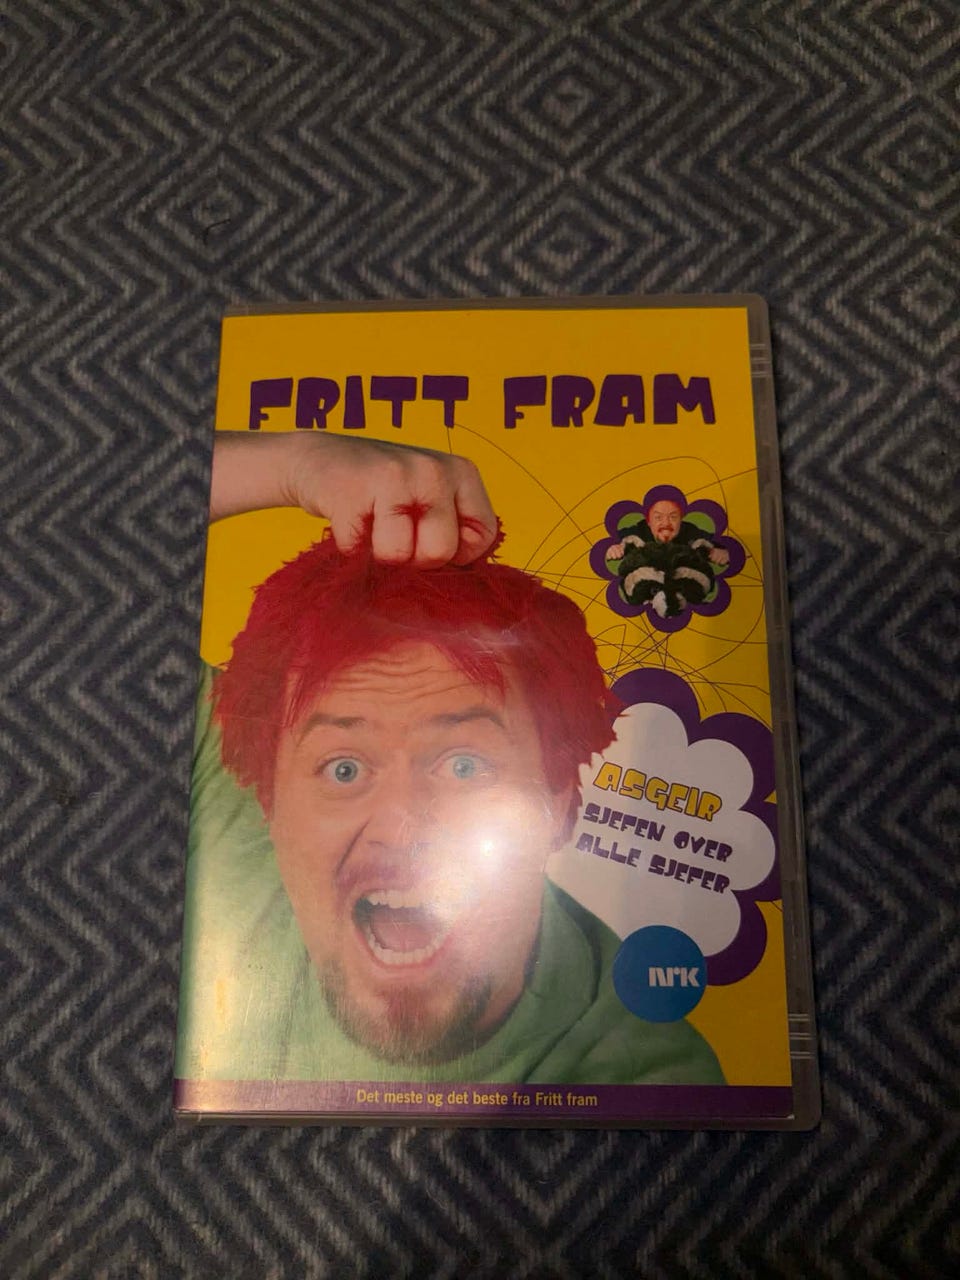 FRITT FRAM
ASGEIR
SJEFEN OVER
ALLE SJEFER
NRK
Det meste og det beste fra Fritt fram